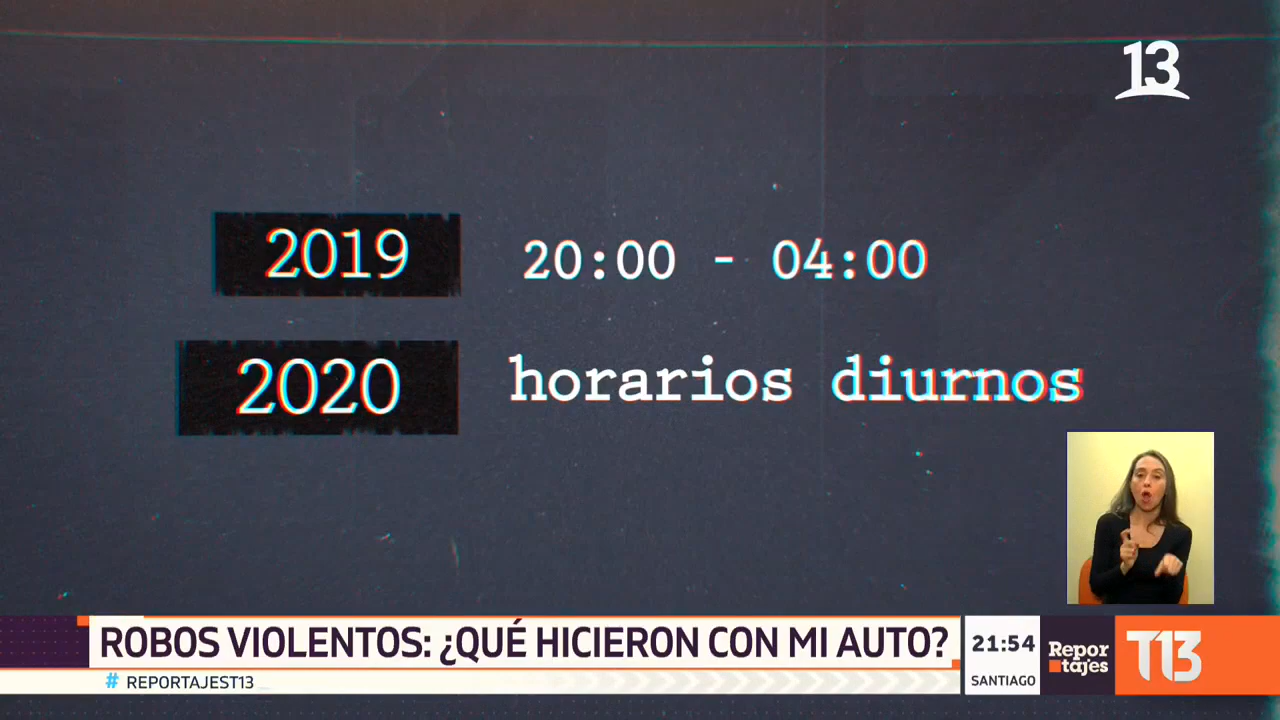 13
2019 20:00 - 04:00
2020 horarios diurnos
ROBOS VIOLENTOS: ¿QUÉ HICIERON CON MI AUTO?
# REPORTAJEST13
21:54
SANTIAGO
Repor
tajes
T13